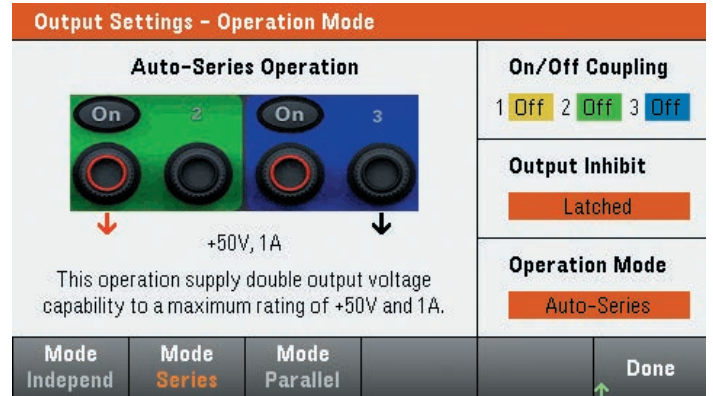 Output Settings - Operation Mode
Auto-Series Operation
On 2 On 3
+50V, 1A
This operation supply double output voltage
capability to a maximum rating of +50V and 1A.
On/Off Coupling
1 Off 2 Off 3 Off
Output Inhibit
Latched
Operation Mode
Auto-Series
Mode
Independ
Mode
Series
Mode
Parallel
Done